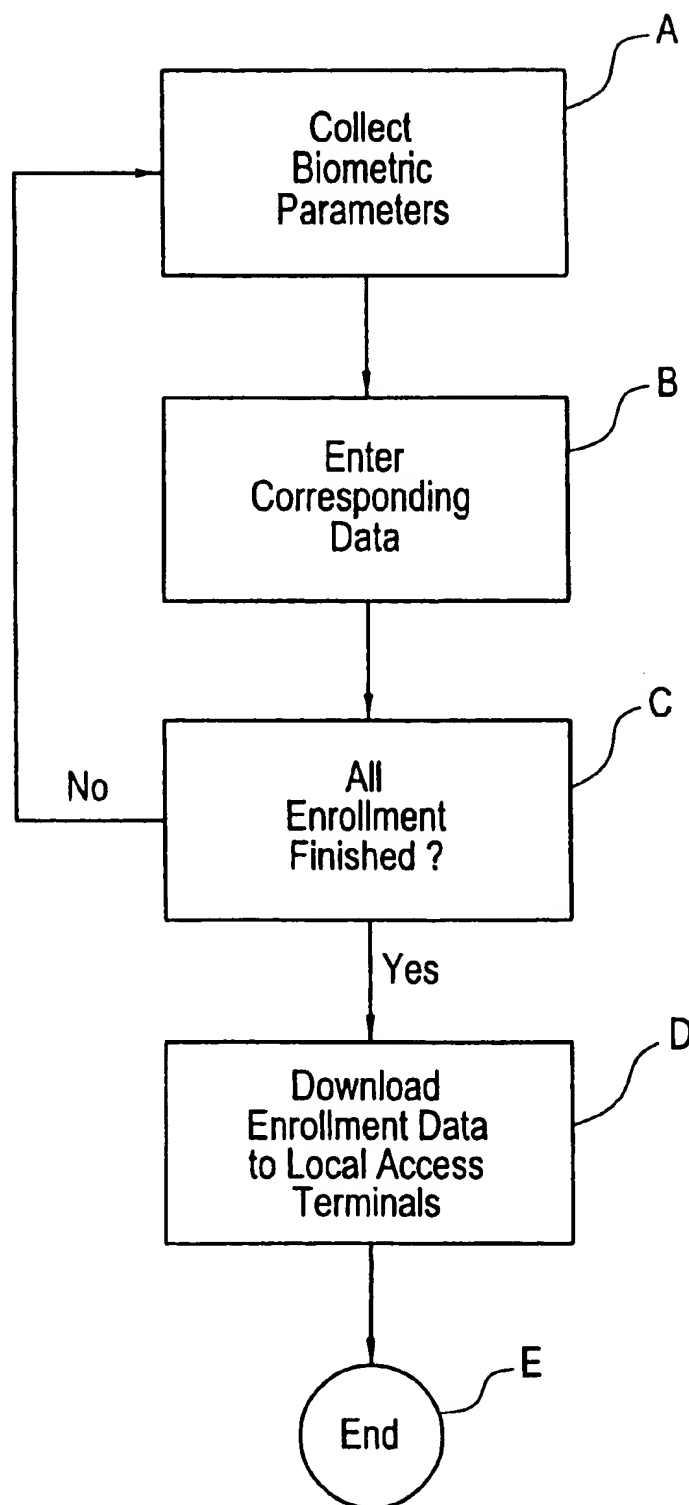 A
Collect
Biometric
Parameters
B
Enter
Corresponding
Data
C
All
Enrollment
Finished ?
No
Yes
D
Download
Enrollment Data
to Local Access
Terminals
E
End